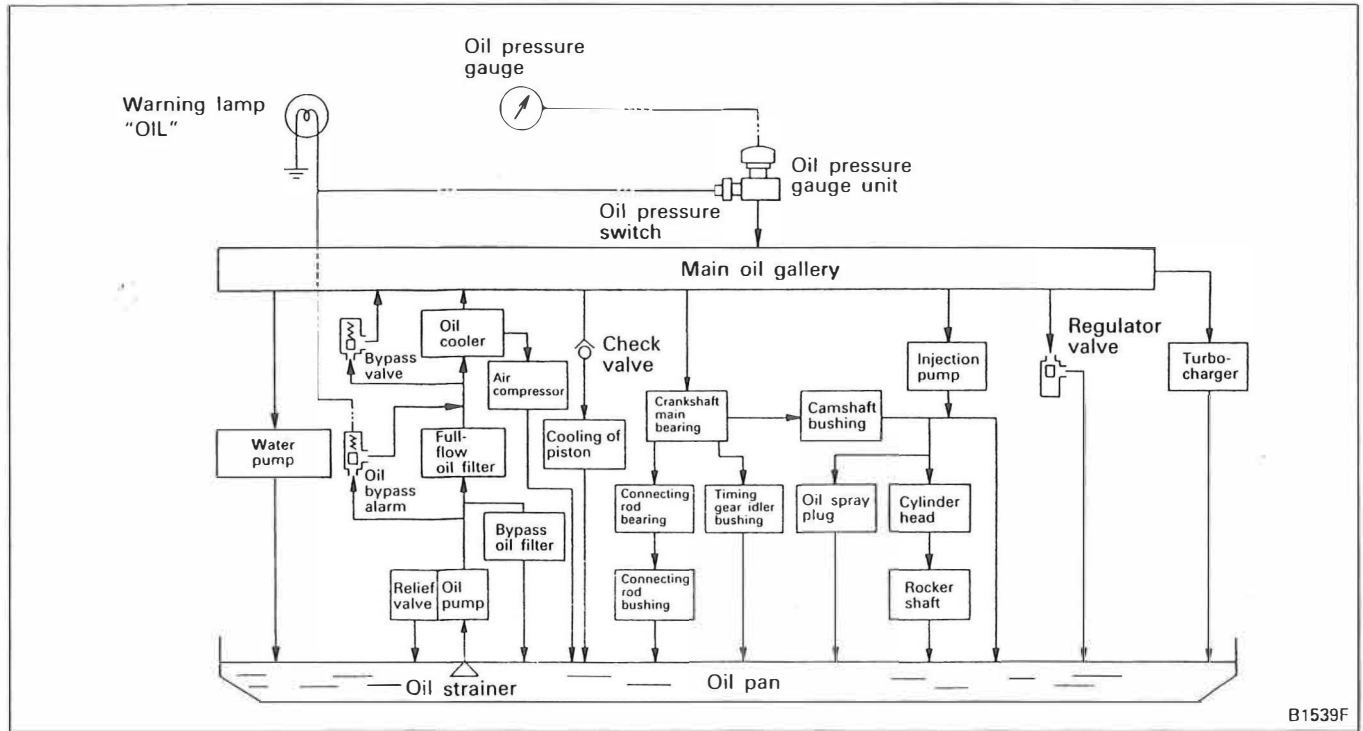 Oil pressure
gauge
Warning lamp
"OIL"
Oil pressure
gauge unit
Oil pressure
switch
Main oil gallery
Oil
cooler
Bypass
valve
Air
compressor
Check
valve
Injection
pump
Regulator
valve
Turbo-
charger
Crankshaft
main
bearing
Camshaft
bushing
Water
pump
Full-
flow oil filter
Cooling of
piston
Oil
bypass
alarm
Connecting
rod
bearing
Timing
gear idler
bushing
Oil spray
plug
Cylinder
head
Bypass
oil filter
Relief
valve
Oil
pump
Connecting
rod
bushing
Rocker
shaft
Oil strainer
Oil pan
B1539F